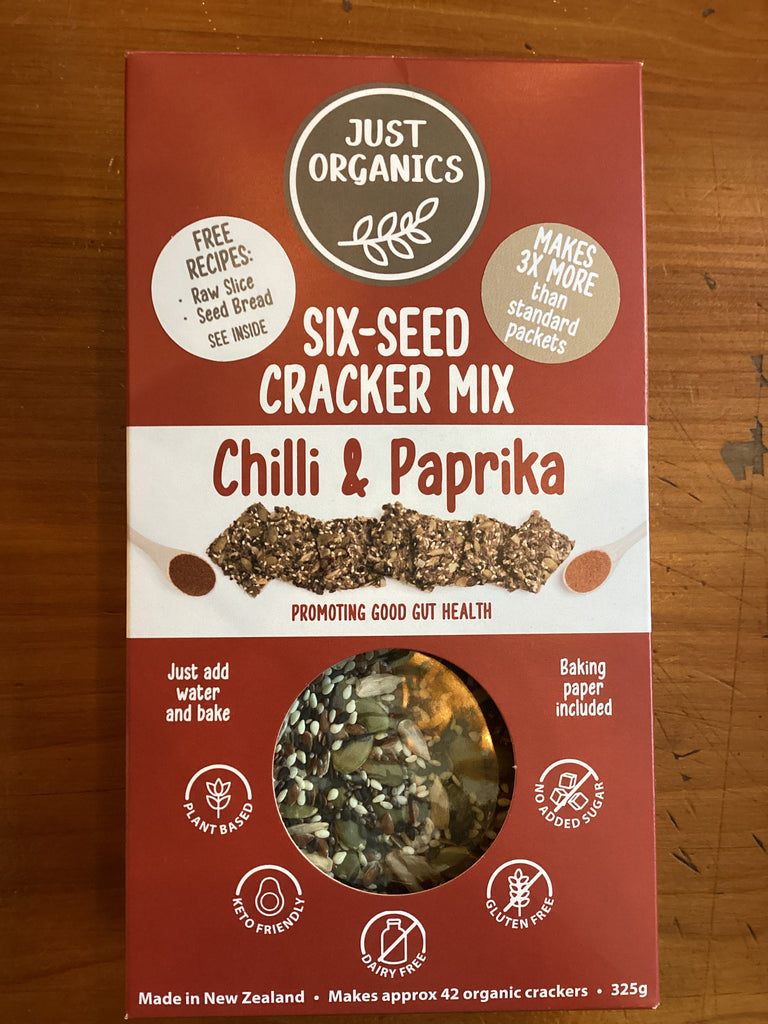 JUST
ORGANICS
FREE
RECIPES:
· Raw Slice
· Seed Bread
SEE INSIDE
MAKES
3X MORE
than
standard
packets
SIX-SEED
CRACKER MIX
Chilli & Paprika
PROMOTING GOOD GUT HEALTH
Just add
water
and bake
Baking
paper
included
PLANT BASED
NO ADDED SUGAR
KETO FRIENDLY
GLUTEN FREE
DAIRY FREE
Made in New Zealand • Makes approx 42 organic crackers • 325g